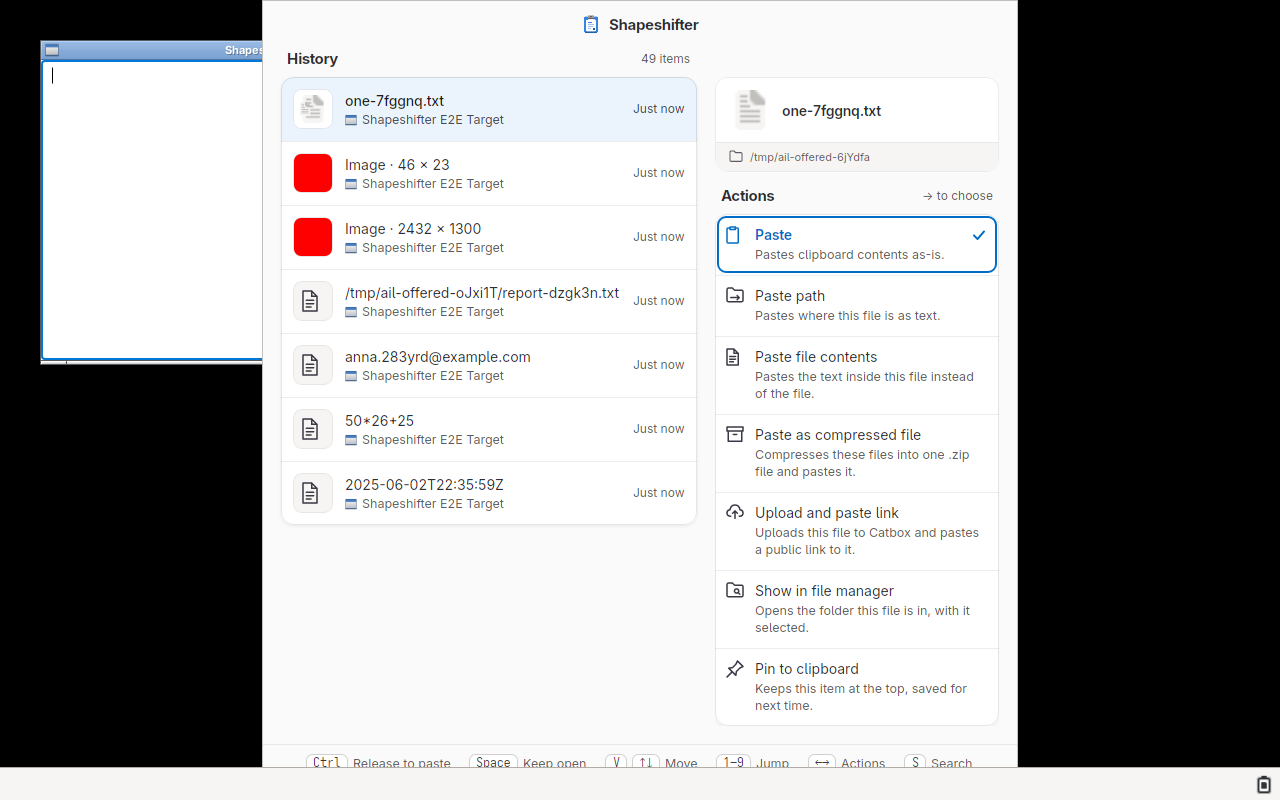 Shapes
Shapeshifter
History
49 items
one-7fggnq.txt
Shapeshifter E2E Target
Just now
Image · 46 × 23
Shapeshifter E2E Target
Just now
Image · 2432 × 1300
Shapeshifter E2E Target
Just now
/tmp/ail-offered-oJxi1T/report-dzgk3n.txt
Shapeshifter E2E Target
Just now
anna.283yrd@example.com
Shapeshifter E2E Target
Just now
50*26+25
Shapeshifter E2E Target
Just now
2025-06-02T22:35:59Z
Shapeshifter E2E Target
Just now
one-7fggnq.txt
/tmp/ail-offered-6jYdfa
Actions
→ to choose
Paste
Pastes clipboard contents as-is.
Paste path
Pastes where this file is as text.
Paste file contents
Pastes the text inside this file instead
of the file.
Paste as compressed file
Compresses these files into one .zip
file and pastes it.
Upload and paste link
Uploads this file to Catbox and pastes
a public link to it.
Show in file manager
Opens the folder this file is in, with it
selected.
Pin to clipboard
Keeps this item at the top, saved for
next time.
Ctrl Release to paste Space Keep open V ↑↓ Move 1–9 Jump ↔ Actions S Search